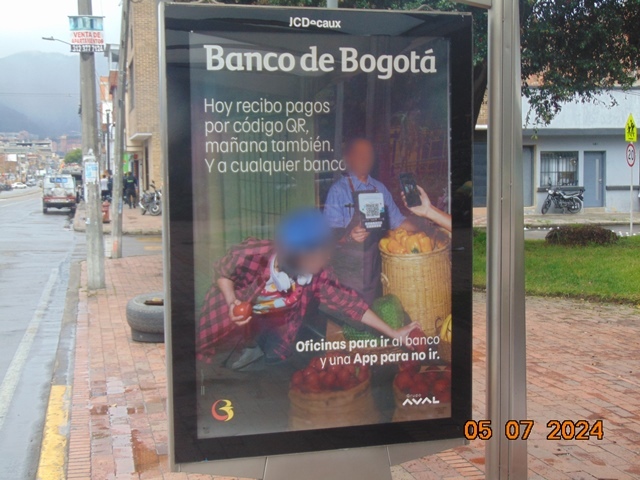 JCDecaux
Banco de Bogotá
Hoy recibo pagos
por código QR,
mañana también.
Y a cualquier banco
Oficinas para ir al banco
y una App para no ir.
GRUPO
AVAL
VENTA DE
05 07 2024